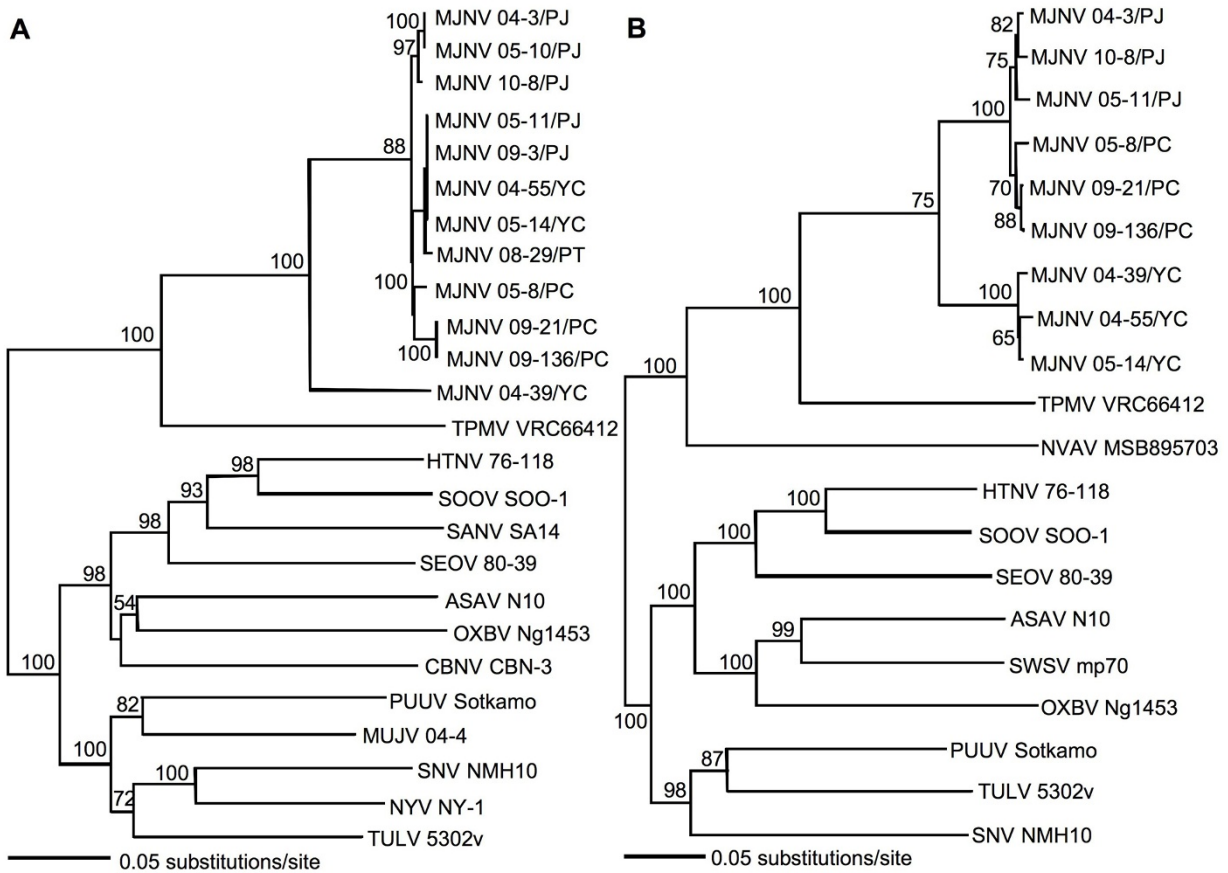 A
100
MJNV 04-3/PJ
97
MJNV 05-10/PJ
MJNV 10-8/PJ
MJNV 05-11/PJ
88
MJNV 09-3/PJ
MJNV 04-55/YC
MJNV 05-14/YC
100
MJNV 08-29/PT
100
MJNV 05-8/PC
MJNV 09-21/PC
100
MJNV 09-136/PC
100
MJNV 04-39/YC
TPMV VRC66412
98
HTNV 76-118
93
SOOV SOO-1
98
SANV SA14
SEOV 80-39
98
54
ASAV N10
OXBV Ng1453
100
CBNV CBN-3
82
PUUV Sotkamo
MUJV 04-4
100
100
SNV NMH10
72
NYV NY-1
TULV 5302v
0.05 substitutions/site
B
82
MJNV 04-3/PJ
75
MJNV 10-8/PJ
100
MJNV 05-11/PJ
MJNV 05-8/PC
75
70
MJNV 09-21/PC
88
MJNV 09-136/PC
100
MJNV 04-39/YC
100
MJNV 04-55/YC
65
MJNV 05-14/YC
100
TPMV VRC66412
NVAV MSB895703
100
HTNV 76-118
100
SOOV SOO-1
SEOV 80-39
100
99
ASAV N10
100
SWSV mp70
OXBV Ng1453
100
87
PUUV Sotkamo
98
TULV 5302v
SNV NMH10
0.05 substitutions/site